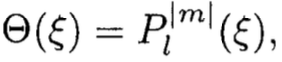 Θ(ξ) = P_l^{|m|}(ξ),